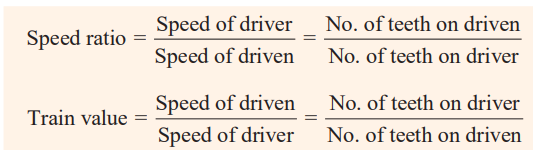 Speed ratio = Speed of driver / Speed of driven = No. of teeth on driven / No. of teeth on driver
Train value = Speed of driven / Speed of driver = No. of teeth on driver / No. of teeth on driven